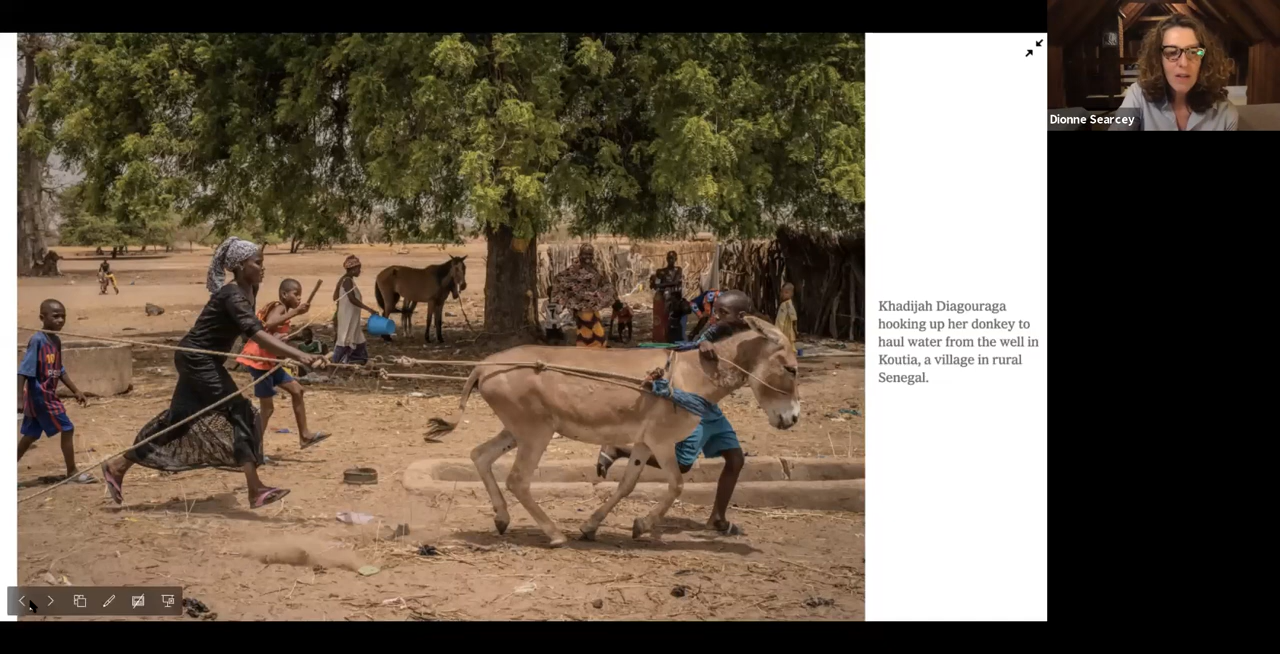 Dionne Searcey
Khadijah Diagouraga
hooking up her donkey to
haul water from the well in
Koutia, a village in rural
Senegal.